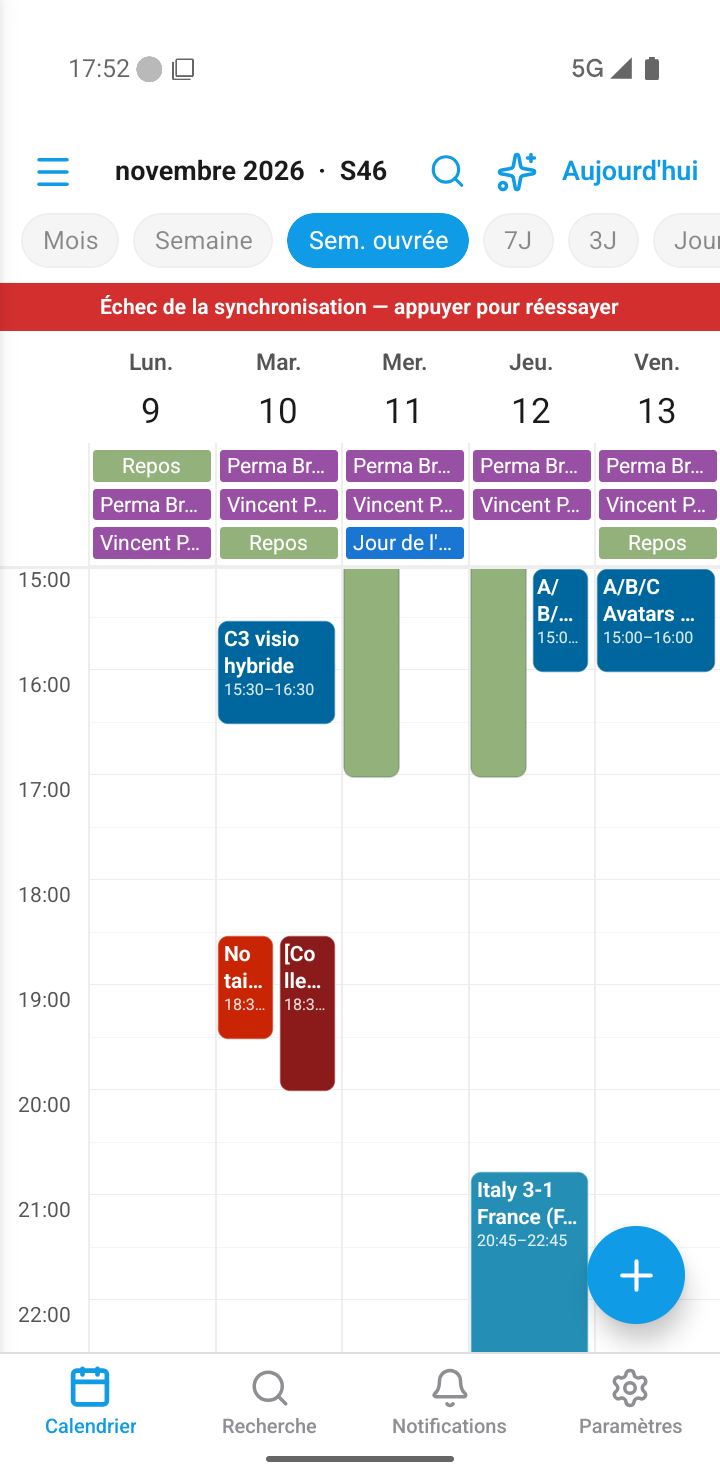 17:52
5G
novembre 2026 · S46
Aujourd'hui
Mois
Semaine
Sem. ouvrée
7J
3J
Jour
Échec de la synchronisation — appuyer pour réessayer
Lun. Mar. Mer. Jeu. Ven.
9 10 11 12 13
Repos Perma Br... Perma Br... Perma Br... Perma Br...
Perma Br... Vincent P... Vincent P... Vincent P... Vincent P...
Vincent P... Repos Jour de l'... Repos
15:00
16:00
17:00
18:00
19:00
20:00
21:00
22:00
C3 visio
hybride
15:30–16:30
No
tai...
18:3...
[Co
lle...
18:3...
A/
B/...
15:0...
Italy 3-1
France (F...
20:45–22:45
A/B/C
Avatars ...
15:00–16:00
Calendrier
Recherche
Notifications
Paramètres